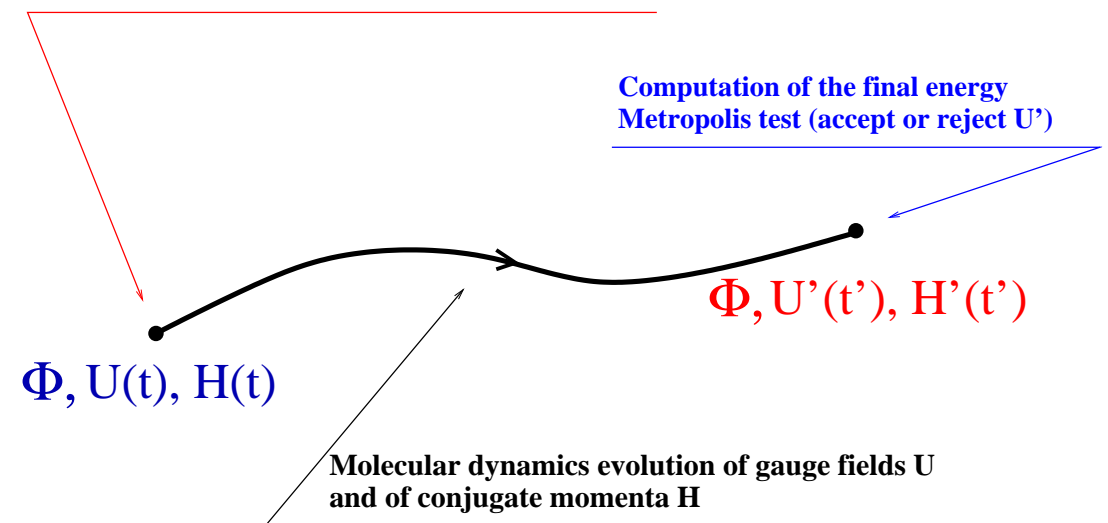 Computation of the final energy
Metropolis test (accept or reject U’)
Φ, U’(t’), H’(t’)
Φ, U(t), H(t)
Molecular dynamics evolution of gauge fields U
and of conjugate momenta H